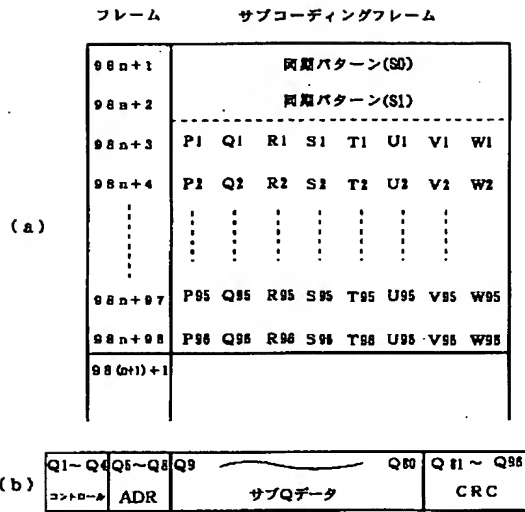 フレーム サブコーディングフレーム
98n+1 同期パターン(S0)
98n+2 同期パターン(S1)
98n+3 P1 Q1 R1 S1 T1 U1 V1 W1
98n+4 P2 Q2 R2 S2 T2 U2 V2 W2
(a)
98n+97 P95 Q95 R95 S95 T95 U95 V95 W95
98n+98 P96 Q96 R96 S96 T96 U96 V96 W96
98(n+1)+1
(b) Q1~Q4 Q5~Q8 Q9 Q80 Q81~Q96
コントロール ADR サブQデータ CRC